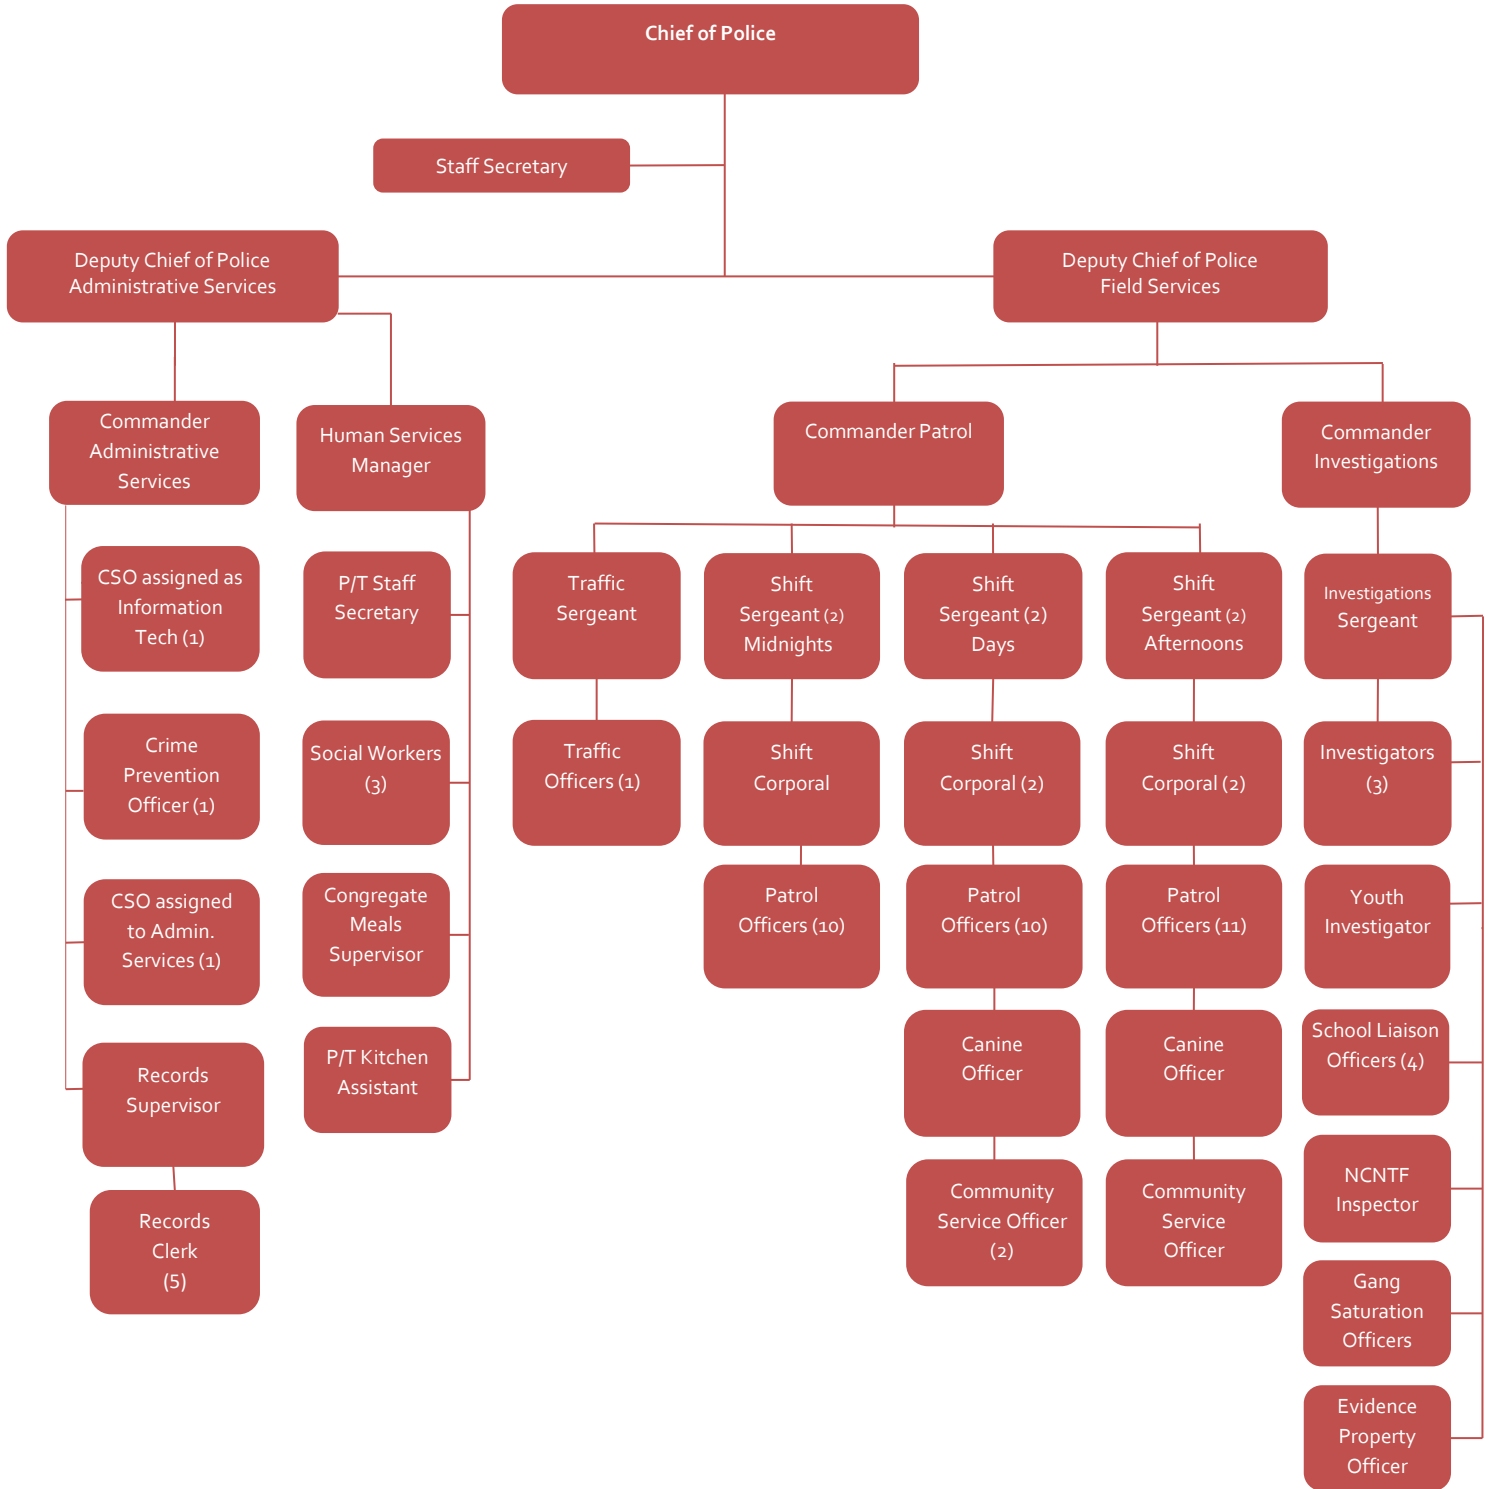 Chief of Police
Staff Secretary
Deputy Chief of Police
Administrative Services
Deputy Chief of Police
Field Services
Commander
Administrative
Services
Human Services
Manager
Commander Patrol
Commander
Investigations
CSO assigned as
Information
Tech (1)
P/T Staff
Secretary
Traffic
Sergeant
Shift
Sergeant (2)
Midnights
Shift
Sergeant (2)
Days
Shift
Sergeant (2)
Afternoons
Investigations
Sergeant
Crime
Prevention
Officer (1)
Social Workers
(3)
Traffic
Officers (1)
Shift
Corporal
Shift
Corporal (2)
Shift
Corporal (2)
Investigators
(3)
CSO assigned
to Admin.
Services (1)
Congregate
Meals
Supervisor
Patrol
Officers (10)
Patrol
Officers (10)
Patrol
Officers (11)
Youth
Investigator
Records
Supervisor
P/T Kitchen
Assistant
Canine
Officer
Canine
Officer
School Liaison
Officers (4)
Records
Clerk
(5)
Community
Service Officer
(2)
Community
Service
Officer
NCNTF
Inspector
Gang
Saturation
Officers
Evidence
Property
Officer